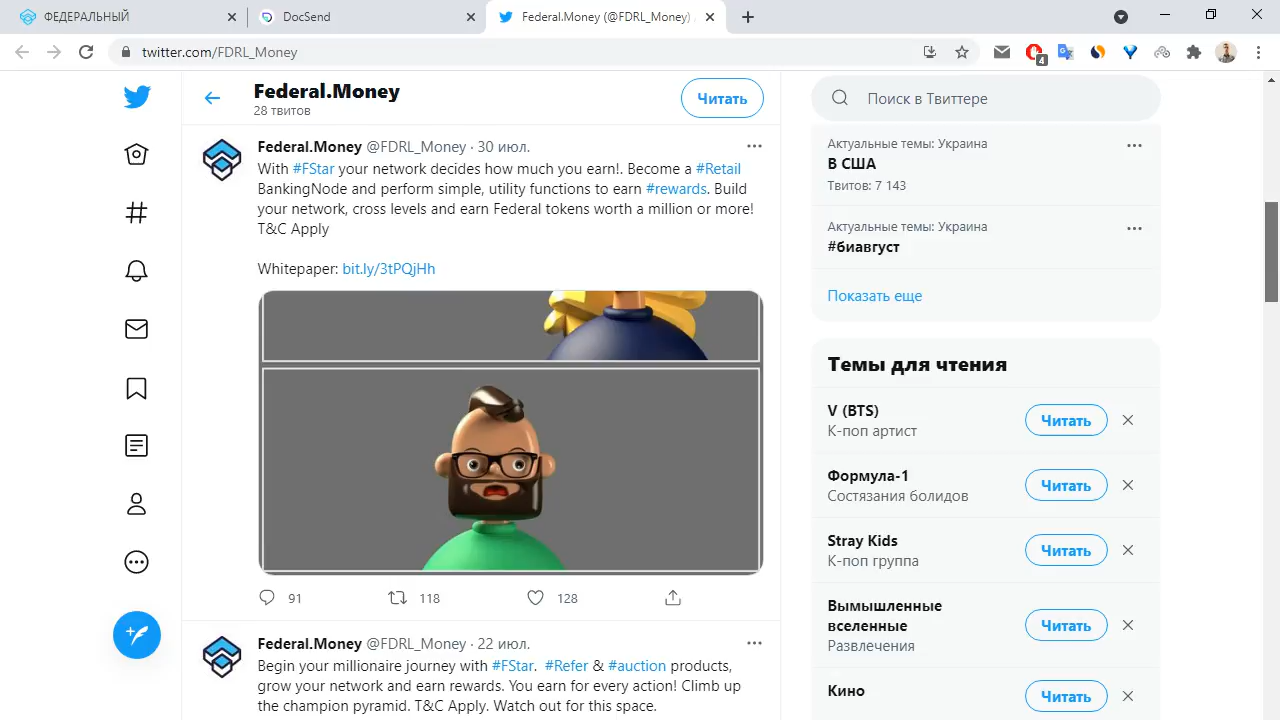 ФЕДЕРАЛЬНЫЙ
DocSend
Federal.Money (@FDRL_Money)
twitter.com/FDRL_Money
4
Federal.Money
28 твитов
Читать
Federal.Money @FDRL_Money · 30 июл.
With #FStar your network decides how much you earn!. Become a #Retail
BankingNode and perform simple, utility functions to earn #rewards. Build
your network, cross levels and earn Federal tokens worth a million or more!
T&C Apply
Whitepaper: bit.ly/3tPQjHh
91
118
128
Federal.Money @FDRL_Money · 22 июл.
Begin your millionaire journey with #FStar. #Refer & #auction products,
grow your network and earn rewards. You earn for every action! Climb up
the champion pyramid. T&C Apply. Watch out for this space.
Поиск в Твиттере
Актуальные темы: Украина
В США
Твитов: 7 143
Актуальные темы: Украина
#биавгуст
Показать еще
Темы для чтения
V (BTS)
К-поп артист
Читать
Формула-1
Состязания болидов
Читать
Stray Kids
К-поп группа
Читать
Вымышленные
вселенные
Развлечения
Читать
Кино
Читать